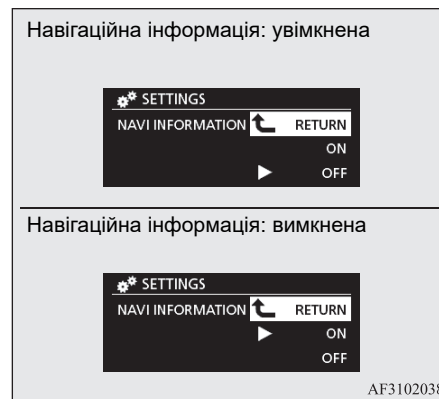 Навігаційна інформація: увімкнена
SETTINGS
NAVI INFORMATION RETURN
ON
OFF
Навігаційна інформація: вимкнена
SETTINGS
NAVI INFORMATION RETURN
ON
OFF
AF3102038